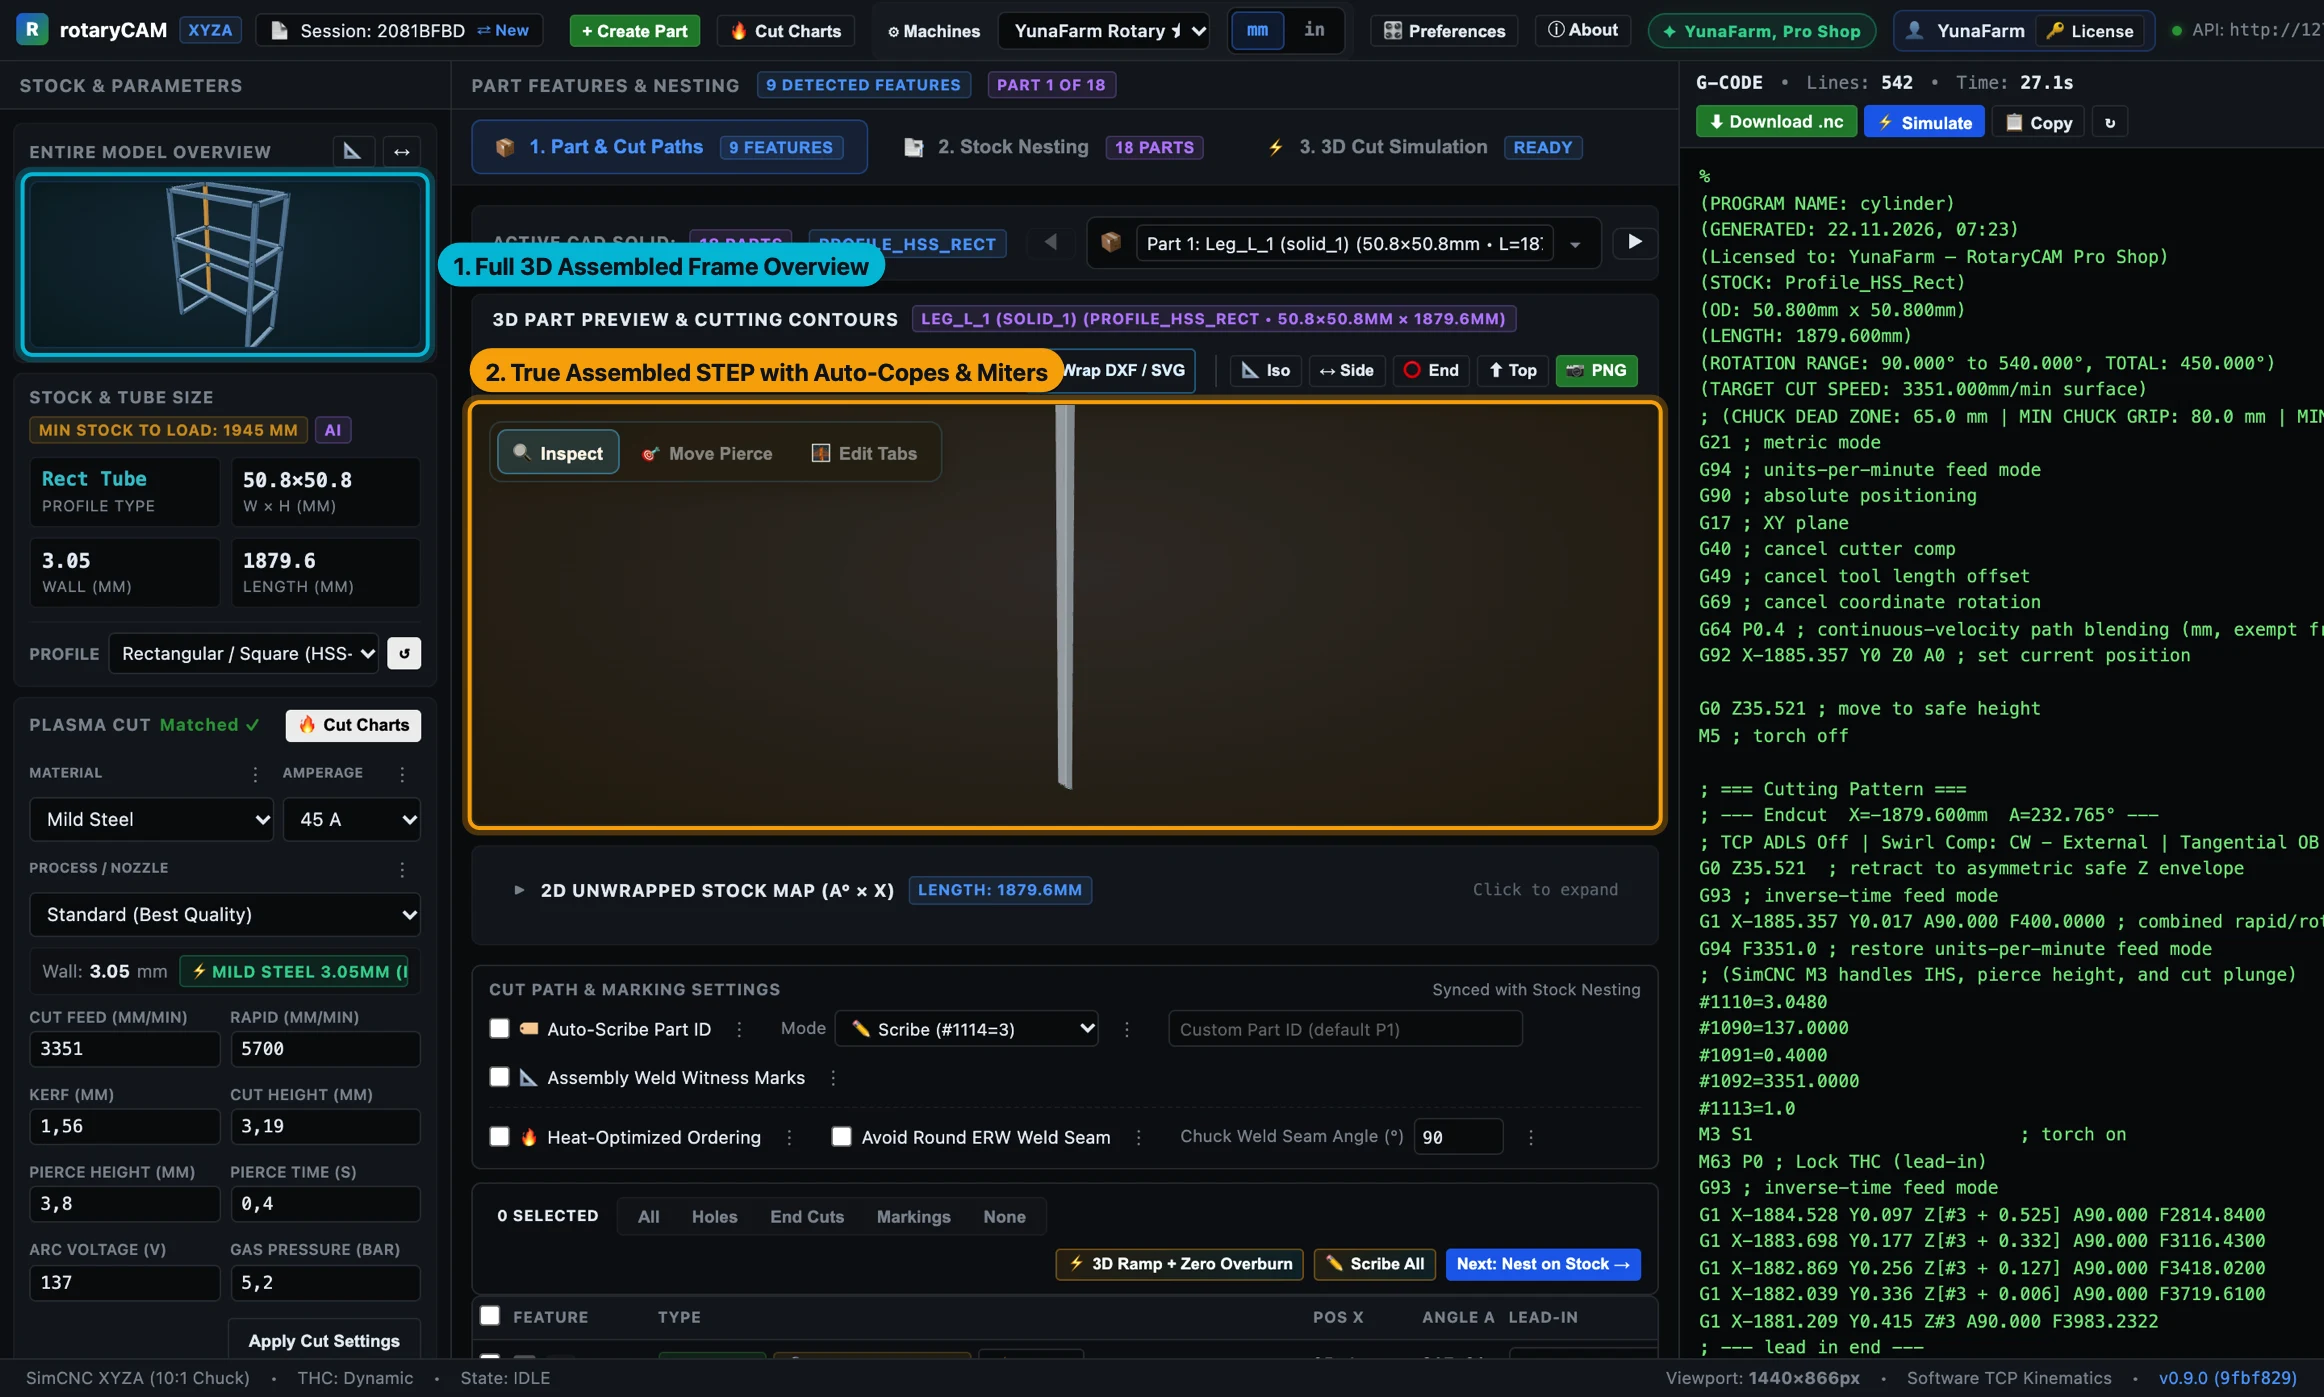 R rotaryCAM XYZA Session: 2081BFBD ⇄ New + Create Part Cut Charts Machines YunaFarm Rotary mm in Preferences About YunaFarm, Pro Shop YunaFarm License API: http://12
STOCK & PARAMETERS
ENTIRE MODEL OVERVIEW
STOCK & TUBE SIZE
MIN STOCK TO LOAD: 1945 MM AI
Rect Tube 50.8×50.8
PROFILE TYPE W × H (MM)
3.05 1879.6
WALL (MM) LENGTH (MM)
PROFILE Rectangular / Square (HSS-
PLASMA CUT Matched ✓ Cut Charts
MATERIAL AMPERAGE
Mild Steel 45 A
PROCESS / NOZZLE
Standard (Best Quality)
Wall: 3.05 mm MILD STEEL 3.05MM (
CUT FEED (MM/MIN) RAPID (MM/MIN)
3351 5700
KERF (MM) CUT HEIGHT (MM)
1,56 3,19
PIERCE HEIGHT (MM) PIERCE TIME (S)
3,8 0,4
ARC VOLTAGE (V) GAS PRESSURE (BAR)
137 5,2
Apply Cut Settings
PART FEATURES & NESTING 9 DETECTED FEATURES PART 1 OF 18
1. Part & Cut Paths 9 FEATURES 2. Stock Nesting 18 PARTS 3. 3D Cut Simulation READY
ACTIVE CAD SOLID: 18 PARTS PROFILE_HSS_RECT Part 1: Leg_L_1 (solid_1) (50.8×50.8mm • L=187
1. Full 3D Assembled Frame Overview
3D PART PREVIEW & CUTTING CONTOURS LEG_L_1 (SOLID_1) (PROFILE_HSS_RECT • 50.8×50.8MM × 1879.6MM)
2. True Assembled STEP with Auto-Copes & Miters Wrap DXF / SVG Iso ↔ Side End Top PNG
Inspect Move Pierce Edit Tabs
2D UNWRAPPED STOCK MAP (A° × X) LENGTH: 1879.6MM Click to expand
CUT PATH & MARKING SETTINGS Synced with Stock Nesting
Auto-Scribe Part ID Mode Scribe (#1114=3) Custom Part ID (default P1)
Assembly Weld Witness Marks
Heat-Optimized Ordering Avoid Round ERW Weld Seam Chuck Weld Seam Angle (°) 90
0 SELECTED All Holes End Cuts Markings None
3D Ramp + Zero Overburn Scribe All Next: Nest on Stock →
FEATURE TYPE POS X ANGLE A LEAD-IN
G-CODE • Lines: 542 • Time: 27.1s
Download .nc Simulate Copy
%
(PROGRAM NAME: cylinder)
(GENERATED: 22.11.2026, 07:23)
(Licensed to: YunaFarm – RotaryCAM Pro Shop)
(STOCK: Profile_HSS_Rect)
(OD: 50.800mm x 50.800mm)
(LENGTH: 1879.600mm)
(ROTATION RANGE: 90.000° to 540.000°, TOTAL: 450.000°)
(TARGET CUT SPEED: 3351.000mm/min surface)
; (CHUCK DEAD ZONE: 65.0 mm | MIN CHUCK GRIP: 80.0 mm | MIN
G21 ; metric mode
G94 ; units-per-minute feed mode
G90 ; absolute positioning
G17 ; XY plane
G40 ; cancel cutter comp
G49 ; cancel tool length offset
G69 ; cancel coordinate rotation
G64 P0.4 ; continuous-velocity path blending (mm, exempt fr
G92 X-1885.357 Y0 Z0 A0 ; set current position
G0 Z35.521 ; move to safe height
M5 ; torch off
; === Cutting Pattern ===
; --- Endcut X=-1879.600mm A=232.765° ---
; TCP ADLS Off | Swirl Comp: CW - External | Tangential OB
G0 Z35.521 ; retract to asymmetric safe Z envelope
G93 ; inverse-time feed mode
G1 X-1885.357 Y0.017 A90.000 F400.0000 ; combined rapid/rot
G94 F3351.0 ; restore units-per-minute feed mode
; (SimCNC M3 handles IHS, pierce height, and cut plunge)
#1110=3.0480
#1090=137.0000
#1091=0.4000
#1092=3351.0000
#1113=1.0
M3 S1 ; torch on
M63 P0 ; Lock THC (lead-in)
G93 ; inverse-time feed mode
G1 X-1884.528 Y0.097 Z[#3 + 0.525] A90.000 F2814.8400
G1 X-1883.698 Y0.177 Z[#3 + 0.332] A90.000 F3116.4300
G1 X-1882.869 Y0.256 Z[#3 + 0.127] A90.000 F3418.0200
G1 X-1882.039 Y0.336 Z[#3 + 0.006] A90.000 F3719.6100
G1 X-1881.209 Y0.415 Z#3 A90.000 F3983.2322
; --- lead in end ---
SimCNC XYZA (10:1 Chuck) • THC: Dynamic • State: IDLE Viewport: 1440×866px • Software TCP Kinematics • v0.9.0 (9fbf829)